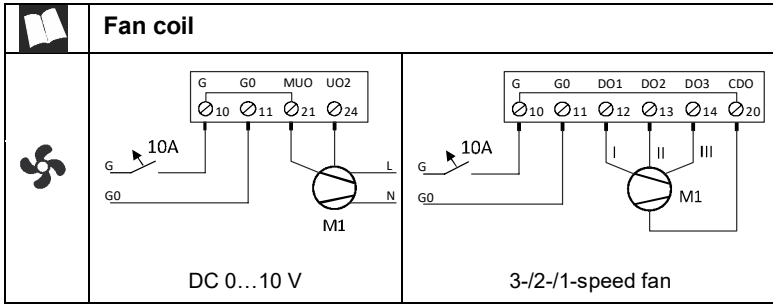 Fan coil
G G0 MUO UO2
10 11 21 24
10A
G
G0
L
N
M1
DC 0…10 V
G G0 DO1 DO2 DO3 CDO
10 11 12 13 14 20
10A
I II III
G
G0
M1
3-/2-/1-speed fan